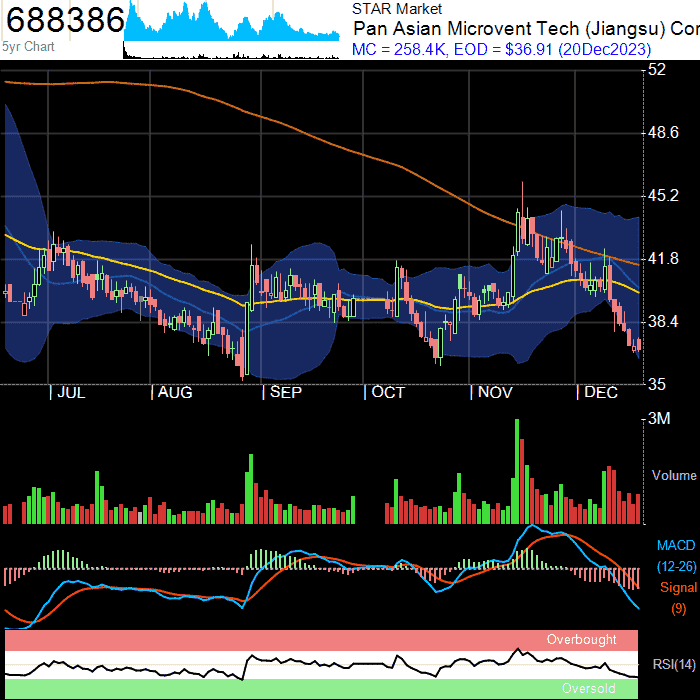 688386
5yr Chart
STAR Market
Pan Asian Microvent Tech (Jiangsu) Cor
MC = 258.4K, EOD = $36.91 (20Dec2023)
52
48.6
45.2
41.8
38.4
35
JUL AUG SEP OCT NOV DEC
3M
Volume
MACD
(12-26)
Signal
(9)
Overbought
RSI(14)
Oversold